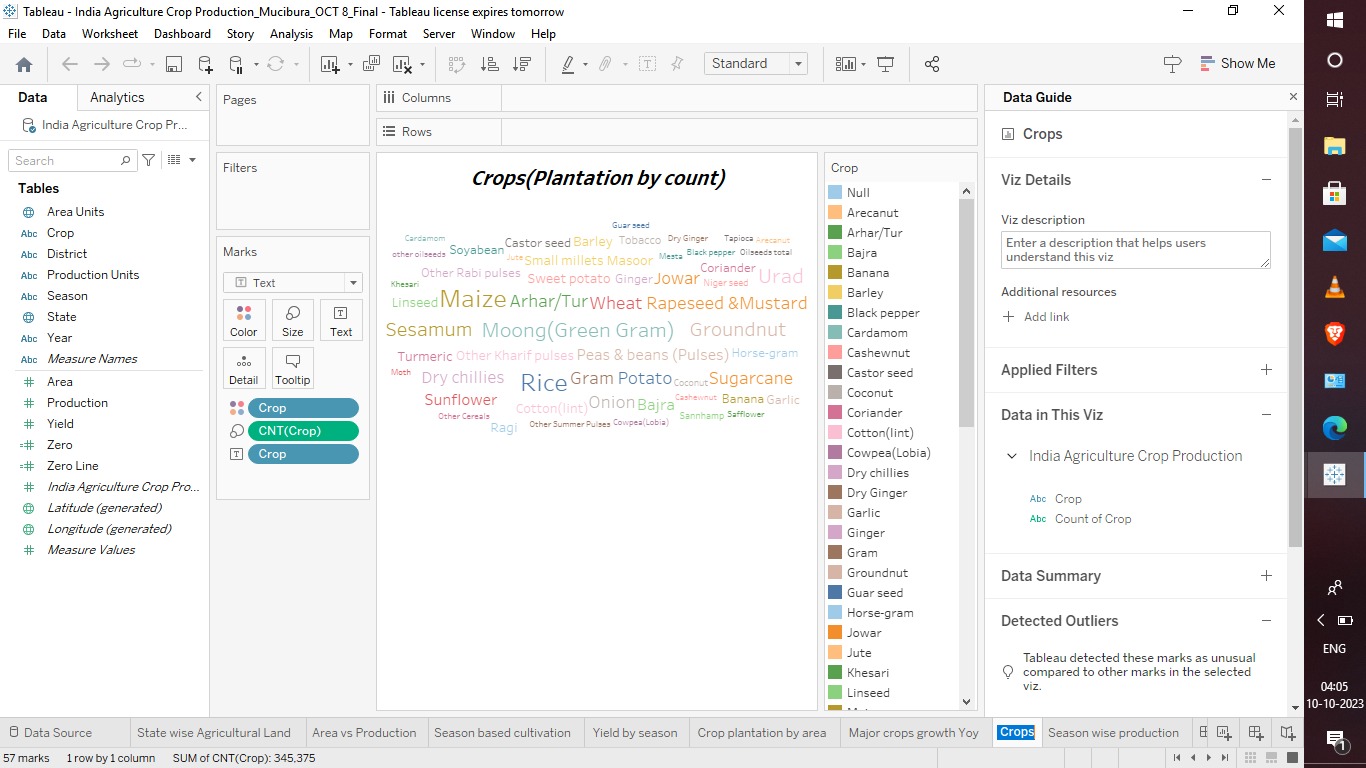 Tableau - India Agriculture Crop Production_Mucibura_OCT 8_Final - Tableau license expires tomorrow
File Data Worksheet Dashboard Story Analysis Map Format Server Window Help
Standard
Show Me
Data Analytics
India Agriculture Crop Pr...
Search
Tables
Area Units
Abc Crop
Abc District
Abc Production Units
Abc Season
State
Abc Year
Abc Measure Names
Area
Production
Yield
Zero
Zero Line
India Agriculture Crop Pro...
Latitude (generated)
Longitude (generated)
Measure Values
Pages
Filters
Marks
Text
Color Size Text
Detail Tooltip
Crop
CNT(Crop)
Crop
Columns
Rows
Crops(Plantation by count)
Guar seed
Cardamom Soyabean Castor seed Barley Tobacco Dry Ginger Tapioca Arecanut
other oilseeds Jute Small millets Masoor Mesta Black pepper Oilseeds total
Other Rabi pulses Sweet potato Ginger Jowar Coriander Niger seed Urad
Khesari
Linseed Maize Arhar/Tur Wheat Rapeseed &Mustard
Sesamum Moong(Green Gram) Groundnut
Turmeric Other Kharif pulses Peas & beans (Pulses) Horse-gram
Moth Dry chillies Rice Gram Potato Coconut Sugarcane
Sunflower Cotton(lint) Onion Bajra Cashewnut Banana Garlic
Other Cereals Sannhamp Safflower
Ragi Other Summer Pulses Cowpea(Lobia)
Crop
Null
Arecanut
Arhar/Tur
Bajra
Banana
Barley
Black pepper
Cardamom
Cashewnut
Castor seed
Coconut
Coriander
Cotton(lint)
Cowpea(Lobia)
Dry chillies
Dry Ginger
Garlic
Ginger
Gram
Groundnut
Guar seed
Horse-gram
Jowar
Jute
Khesari
Linseed
Data Guide
Crops
Viz Details
Viz description
Enter a description that helps users
understand this viz
Additional resources
Add link
Applied Filters
Data in This Viz
India Agriculture Crop Production
Abc Crop
Abc Count of Crop
Data Summary
Detected Outliers
Tableau detected these marks as unusual
compared to other marks in the selected
viz.
ENG
04:05
10-10-2023
1
Data Source State wise Agricultural Land Area vs Production Season based cultivation Yield by season Crop plantation by area Major crops growth Yoy Crops Season wise production
57 marks 1 row by 1 column SUM of CNT(Crop): 345,375